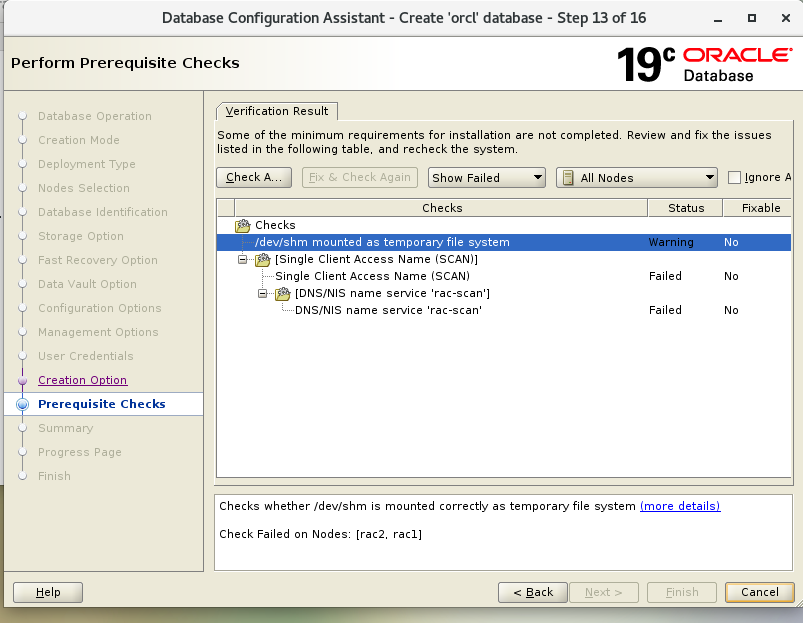 Database Configuration Assistant - Create 'orcl' database - Step 13 of 16
Perform Prerequisite Checks
19c ORACLE
Database
Database Operation
Creation Mode
Deployment Type
Nodes Selection
Database Identification
Storage Option
Fast Recovery Option
Data Vault Option
Configuration Options
Management Options
User Credentials
Creation Option
Prerequisite Checks
Summary
Progress Page
Finish
Verification Result
Some of the minimum requirements for installation are not completed. Review and fix the issues
listed in the following table, and recheck the system.
Check A... Fix & Check Again Show Failed All Nodes Ignore A
Checks Status Fixable
Checks
/dev/shm mounted as temporary file system Warning No
[Single Client Access Name (SCAN)]
Single Client Access Name (SCAN) Failed No
[DNS/NIS name service 'rac-scan']
DNS/NIS name service 'rac-scan' Failed No
Checks whether /dev/shm is mounted correctly as temporary file system (more details)
Check Failed on Nodes: [rac2, rac1]
Help < Back Next > Finish Cancel